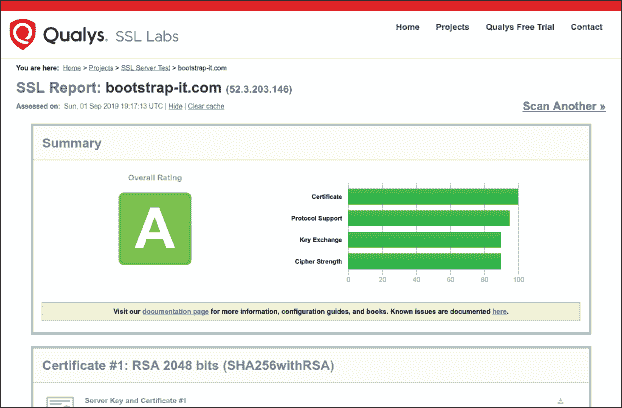 Qualys. SSL Labs
Home Projects Qualys Free Trial Contact
You are here: Home > Projects > SSL Server Test > bootstrap-it.com
SSL Report: bootstrap-it.com (52.3.203.146)
Assessed on: Sun, 01 Sep 2019 19:17:13 UTC | Hide | Clear cache
Scan Another »
Summary
Overall Rating
A
Certificate
Protocol Support
Key Exchange
Cipher Strength
0 20 40 60 80 100
Visit our documentation page for more information, configuration guides, and books. Known issues are documented here.
Certificate #1: RSA 2048 bits (SHA256withRSA)
Server Key and Certificate #1